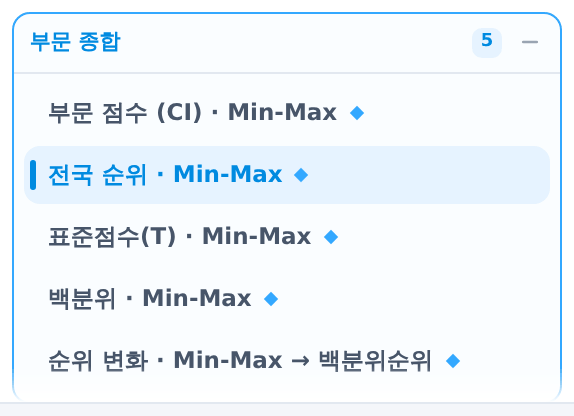 부문 종합 5 —
부문 점수 (CI) · Min-Max ◆
전국 순위 · Min-Max ◆
표준점수(T) · Min-Max ◆
백분위 · Min-Max ◆
순위 변화 · Min-Max → 백분위순위 ◆